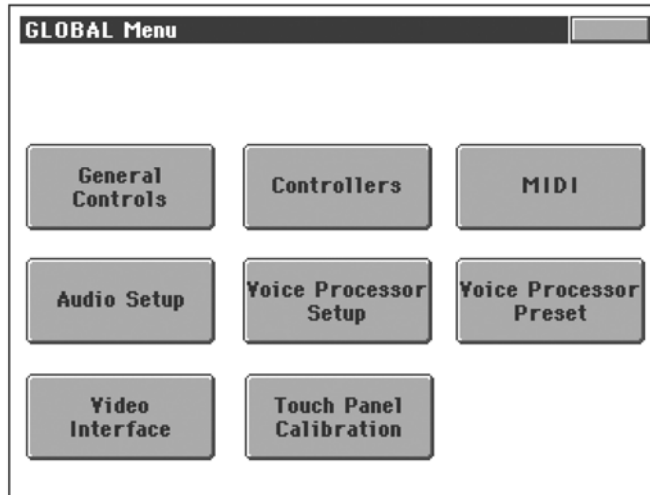 GLOBAL Menu
General
Controls
Controllers
MIDI
Audio Setup
Voice Processor
Setup
Voice Processor
Preset
Video
Interface
Touch Panel
Calibration